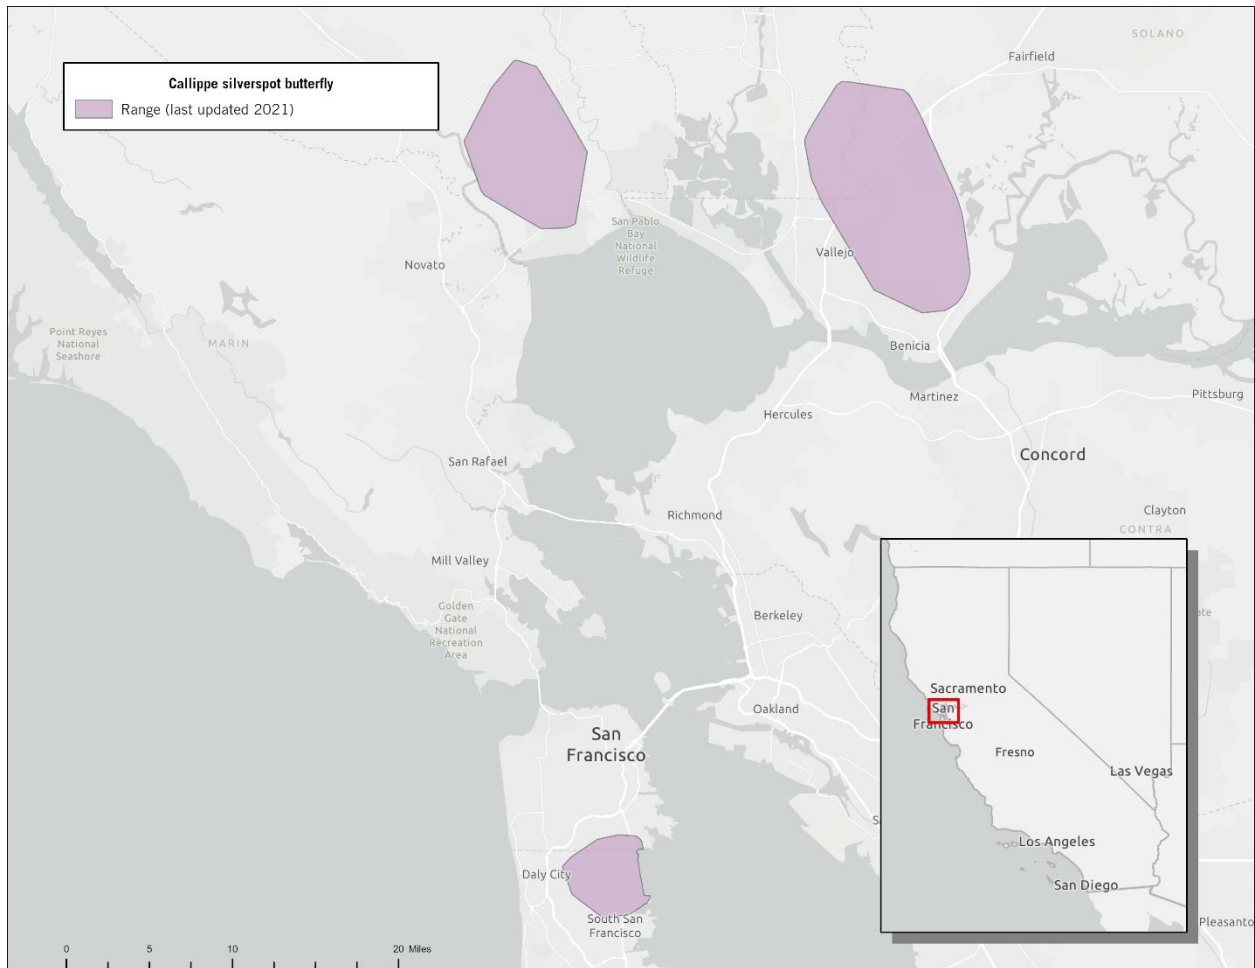 SOLANO
Fairfield
Callippe silverspot butterfly
Range (last updated 2021)
San Pablo
Bay
National
Wildlife
Refuge
Vallejo
Novato
Point Reyes
National
Seashore
MARIN
Benicia
Martinez
Pittsburg
Hercules
Concord
San Rafael
Richmond
Clayton
CONTRA
Mill Valley
Golden
Gate
National
Recreation
Area
Berkeley
Oakland
San
Francisco
Daly City
South San
Francisco
Sacramento
San
Francisco
Fresno
Las Vegas
Los Angeles
San Diego
Pleasanto
0 5 10 20 Miles